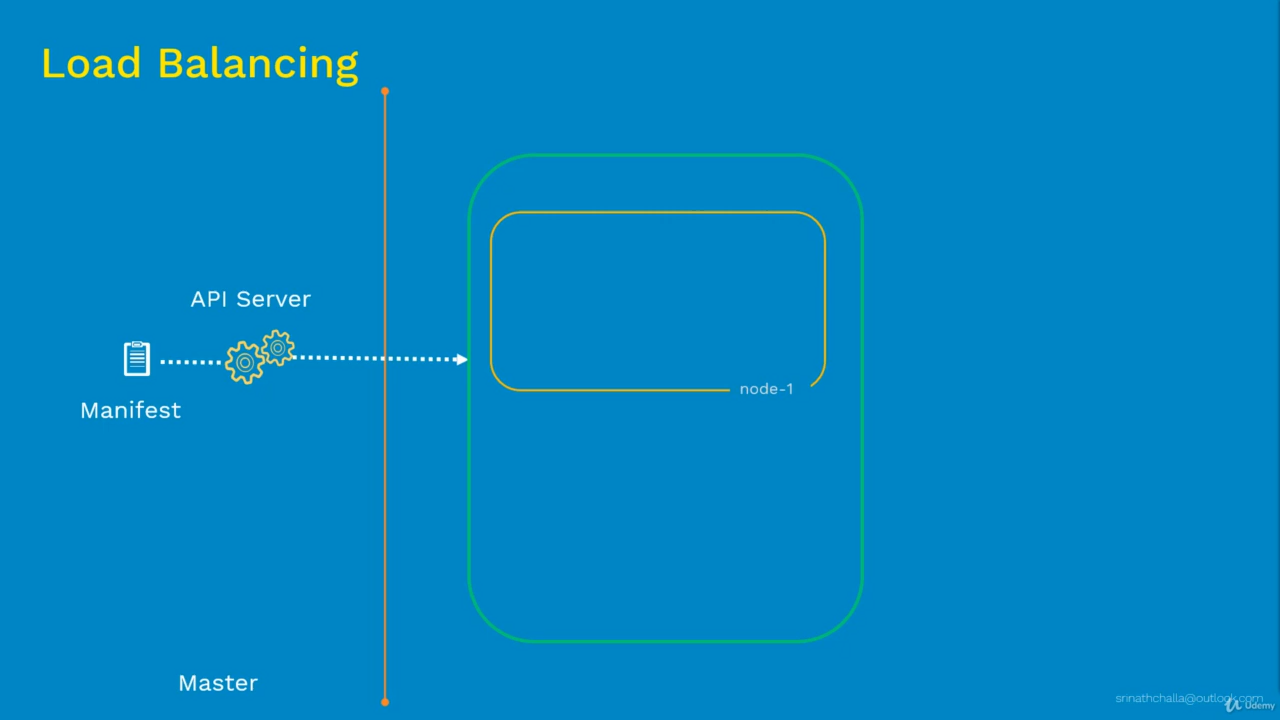 Load Balancing
API Server
Manifest
node-1
Master
srinathchalla@outlook.com
Udemy